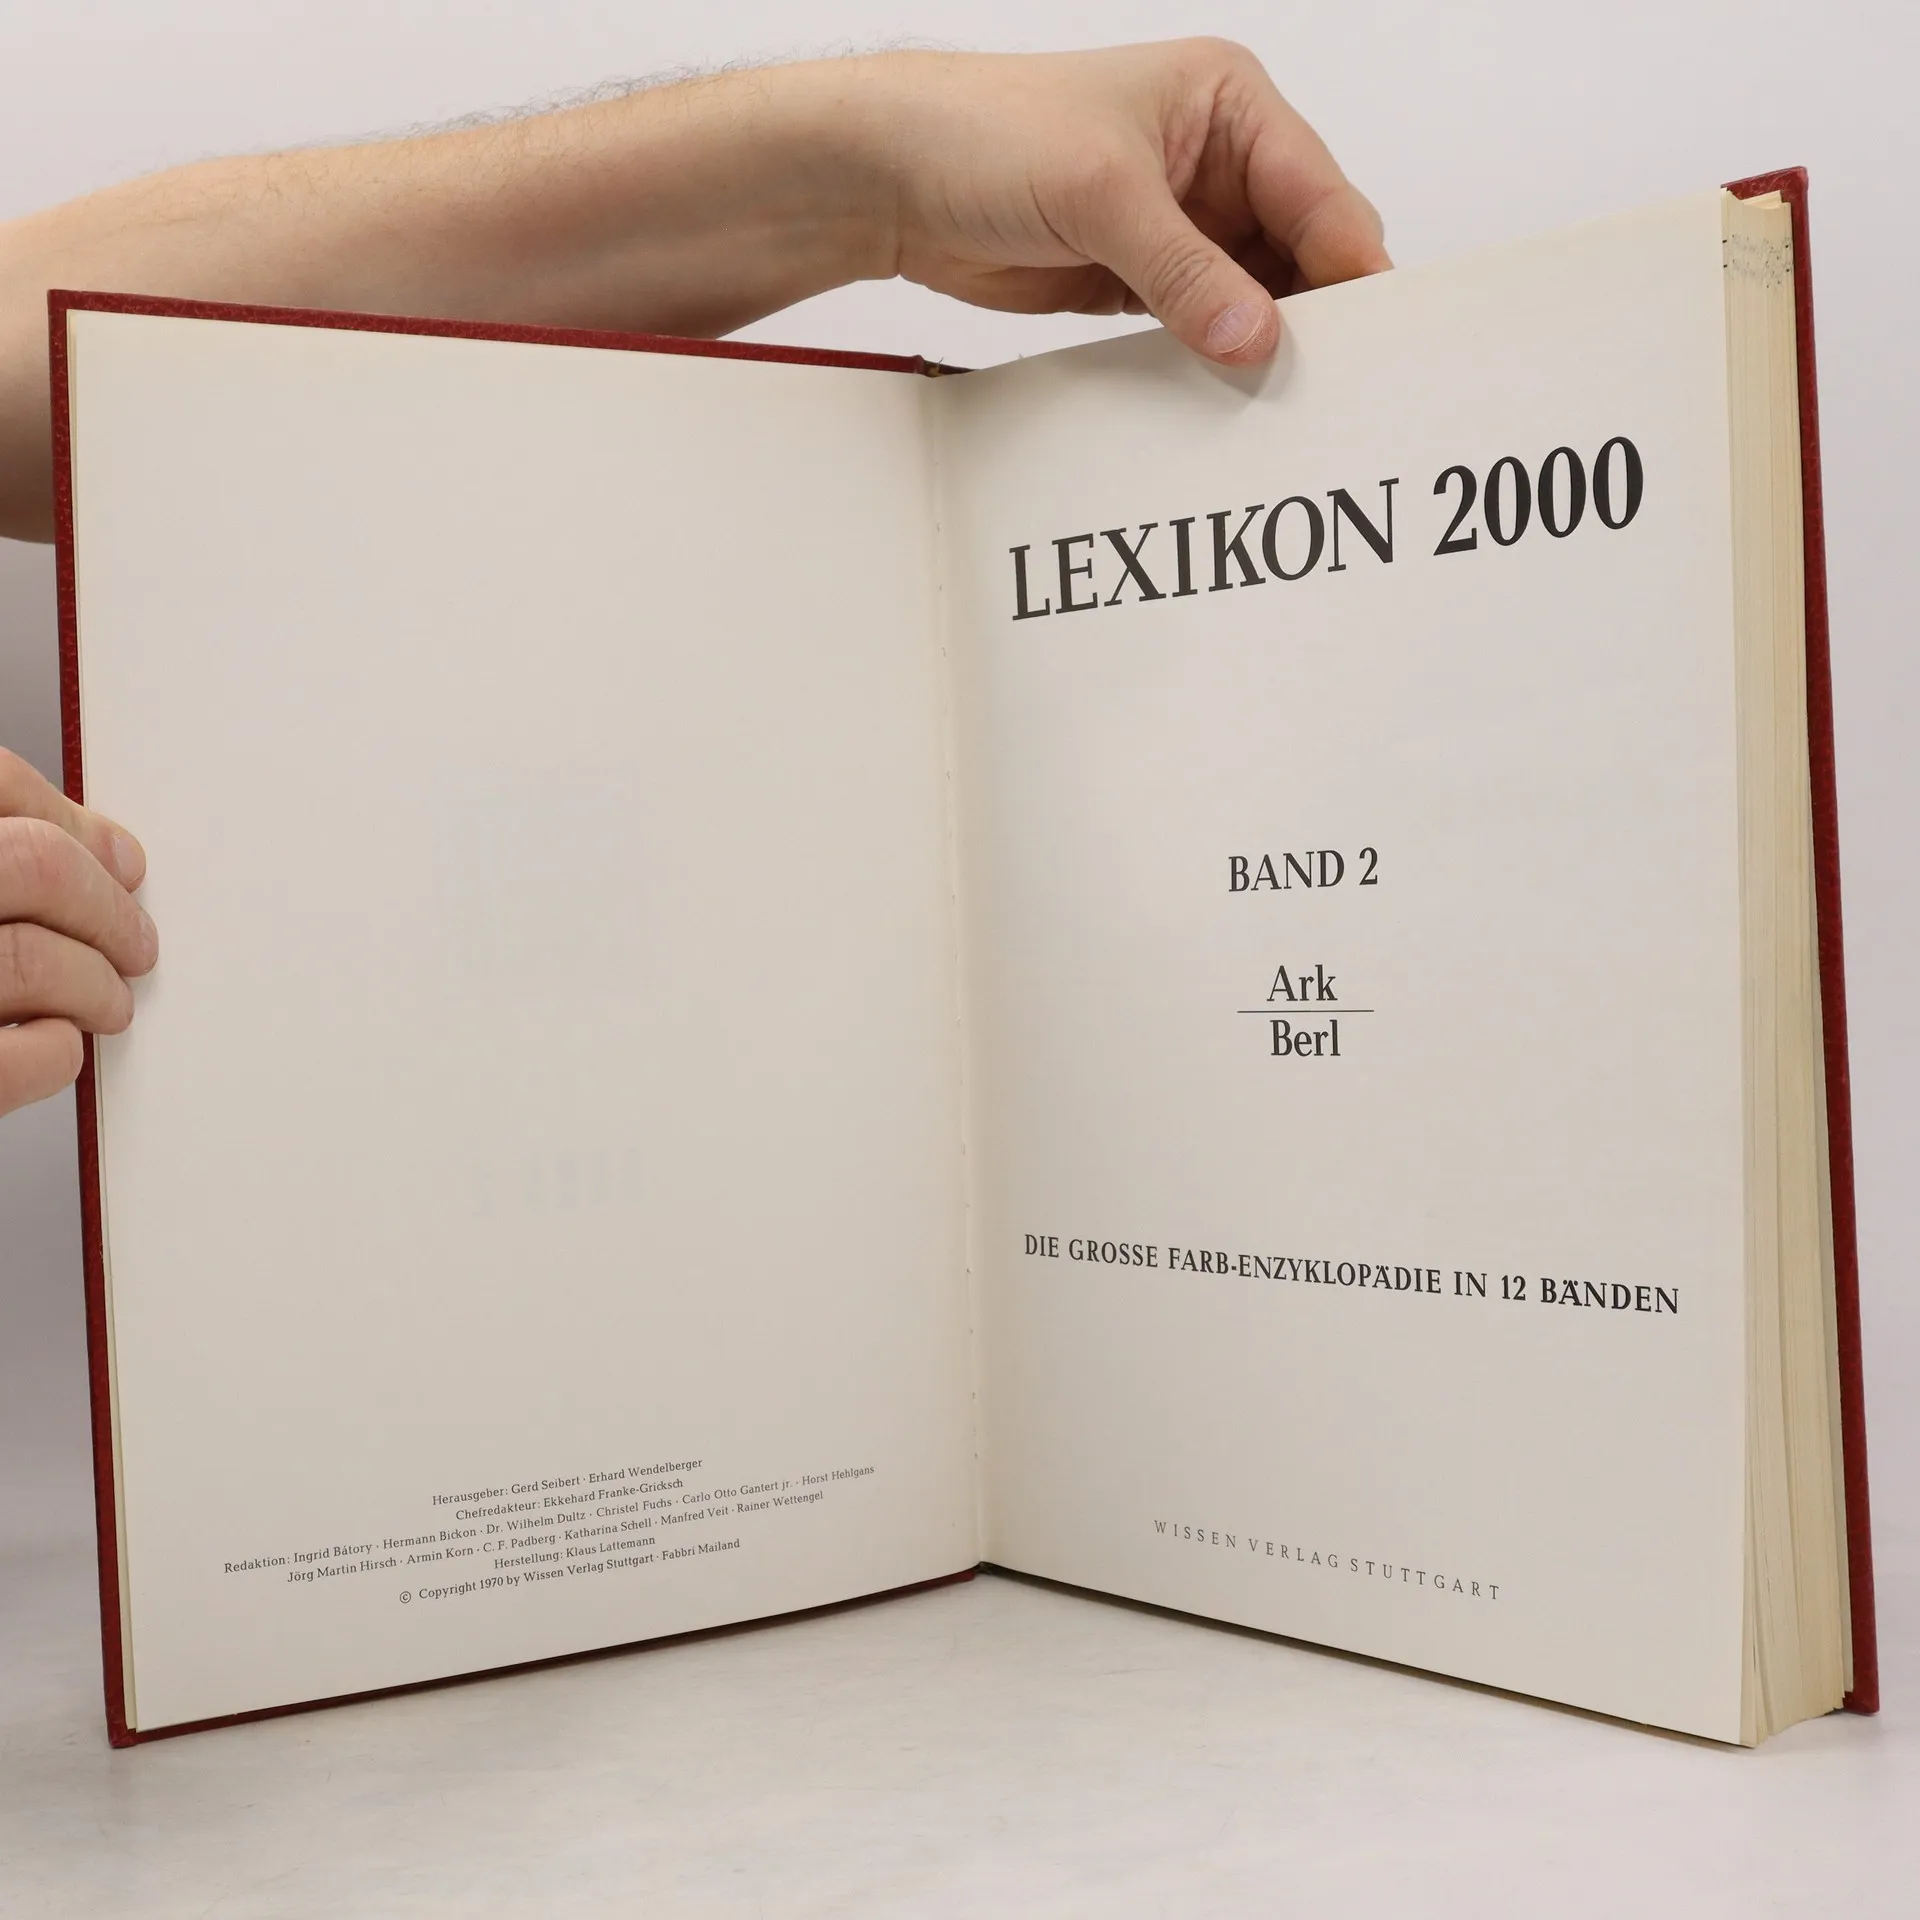 Herausgeber: Gerd Seibert · Erhard Wendelberger
Chefredakteur: Ekkehard Franke-Gricksch
Redaktion: Ingrid Bátory · Hermann Bickon · Dr. Wilhelm Dultz · Christel Fuchs · Carlo Otto Gantert jr. · Horst Hehlgans
Jörg Martin Hirsch · Armin Korn · C. F. Padberg · Katharina Schell · Manfred Veit · Rainer Wettengel
Herstellung: Klaus Lattemann
© Copyright 1970 by Wissen Verlag Stuttgart · Fabbri Mailand
LEXIKON 2000
BAND 2
Ark
Berl
DIE GROSSE FARB-ENZYKLOPÄDIE IN 12 BÄNDEN
WISSEN VERLAG STUTTGART